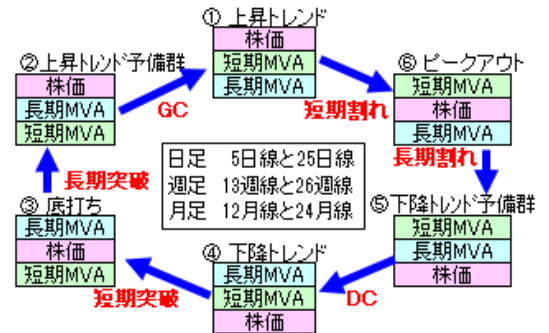 ① 上昇トレンド
株価
短期MVA
長期MVA
②上昇トレンド予備群
株価
長期MVA
短期MVA
GC
短期割れ
⑥ ピークアウト
短期MVA
株価
長期MVA
長期割れ
長期突破
日足 5日線と25日線
週足 13週線と26週線
月足 12月線と24月線
③ 底打ち
長期MVA
株価
短期MVA
⑤下降トレンド予備群
短期MVA
長期MVA
株価
④ 下降トレンド
長期MVA
短期MVA
株価
短期突破
DC